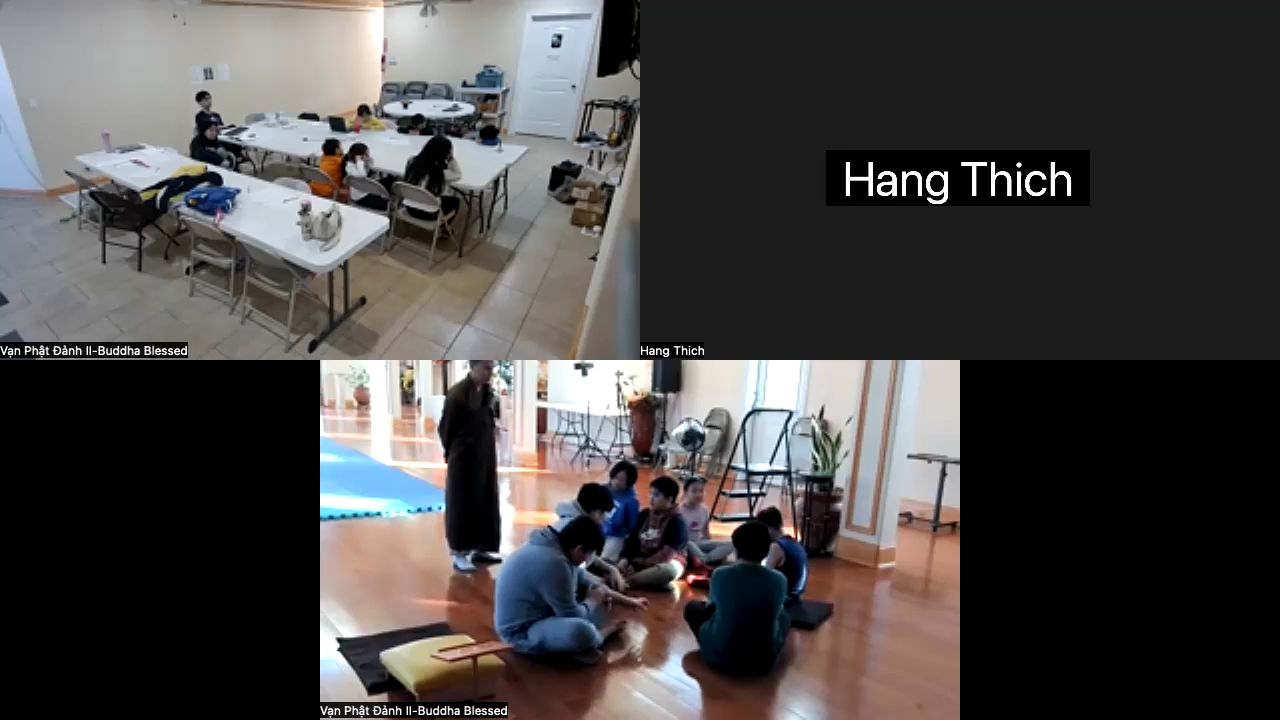 Hang Thich
Vạn Phật Đảnh II-Buddha Blessed
Hang Thich
Vạn Phật Đảnh II-Buddha Blessed